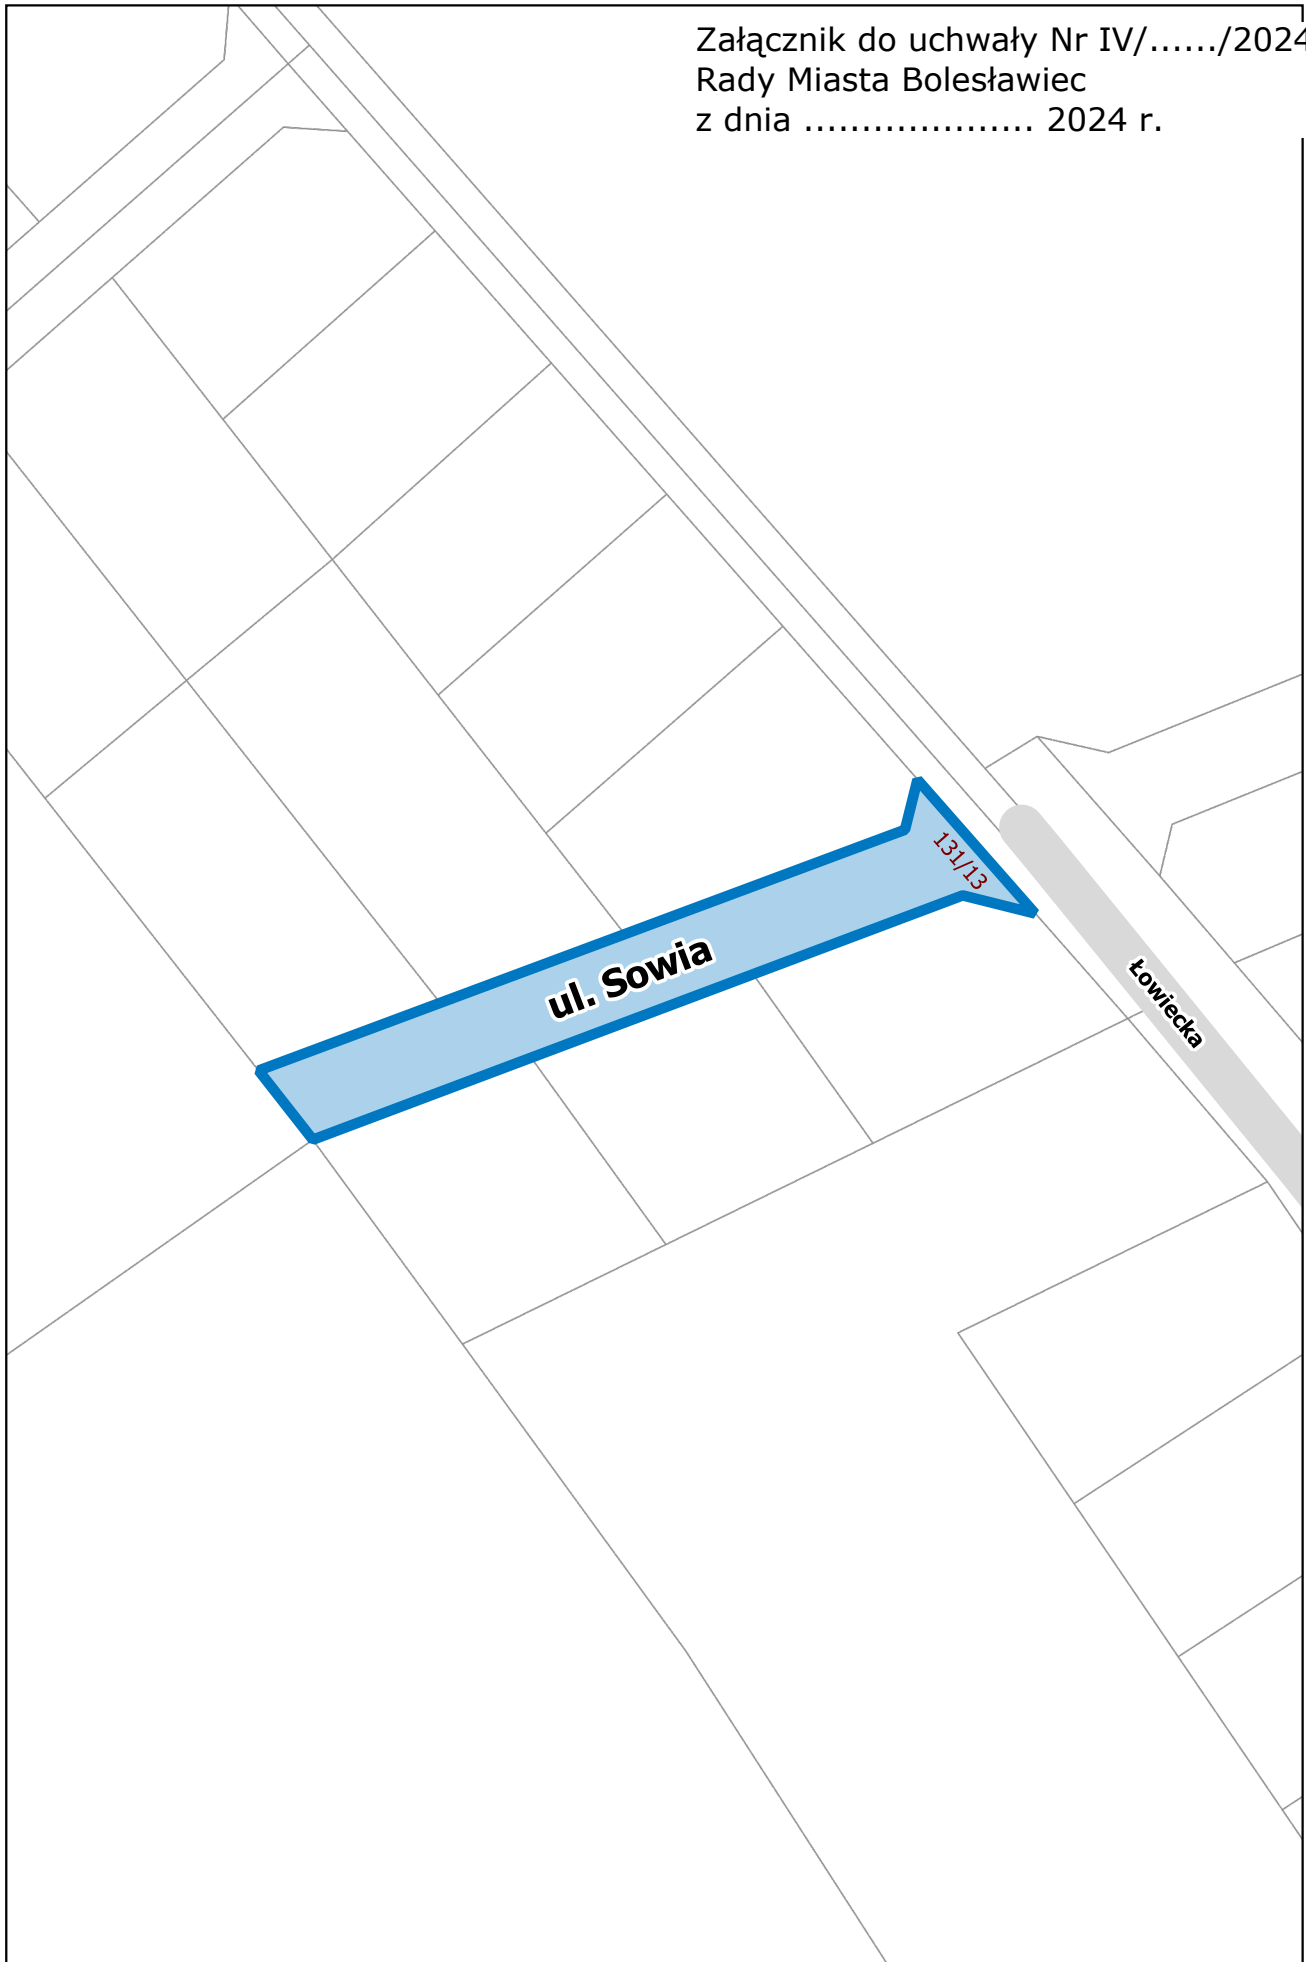 Załącznik do uchwały Nr IV/....../2024
Rady Miasta Bolesławiec
z dnia .................... 2024 r.
131/13
ul. Sowia
Łowiecka